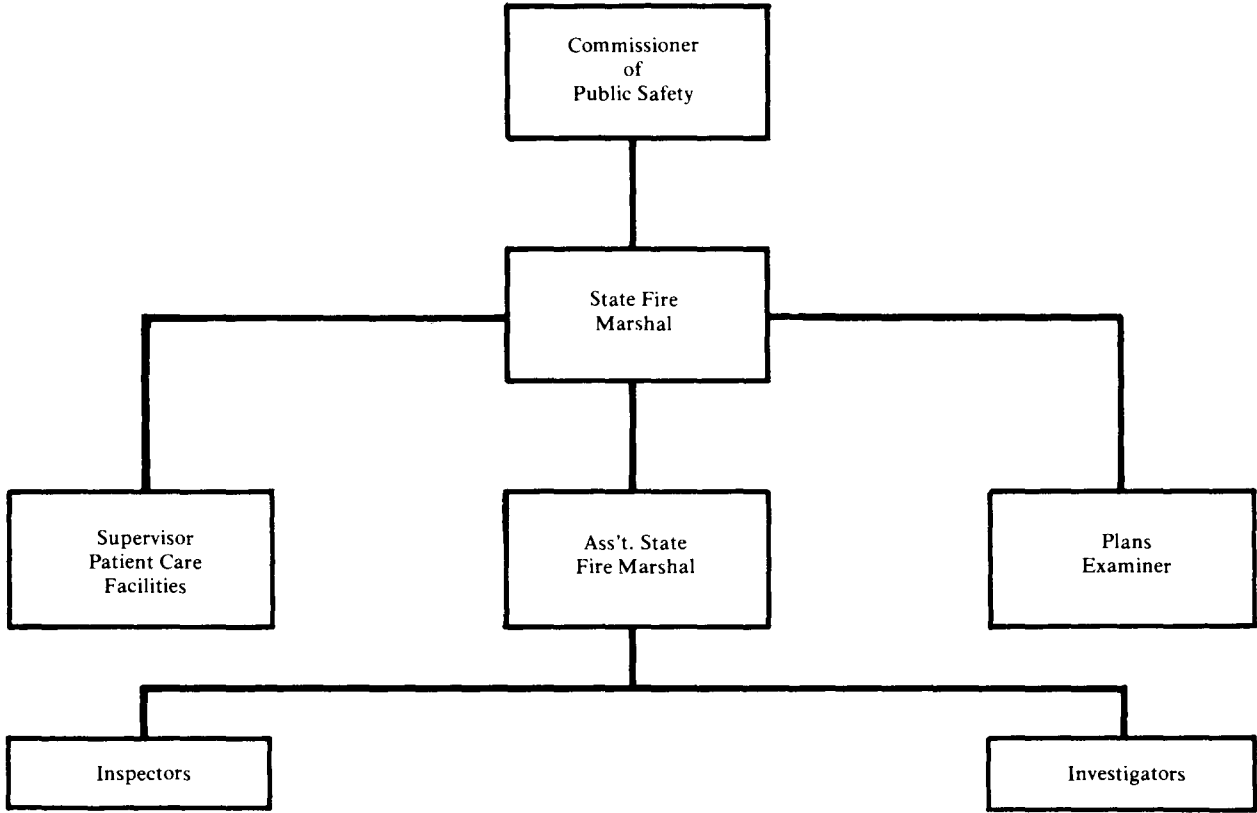 Commissioner
of
Public Safety
State Fire
Marshal
Supervisor
Patient Care
Facilities
Ass't. State
Fire Marshal
Plans
Examiner
Inspectors
Investigators